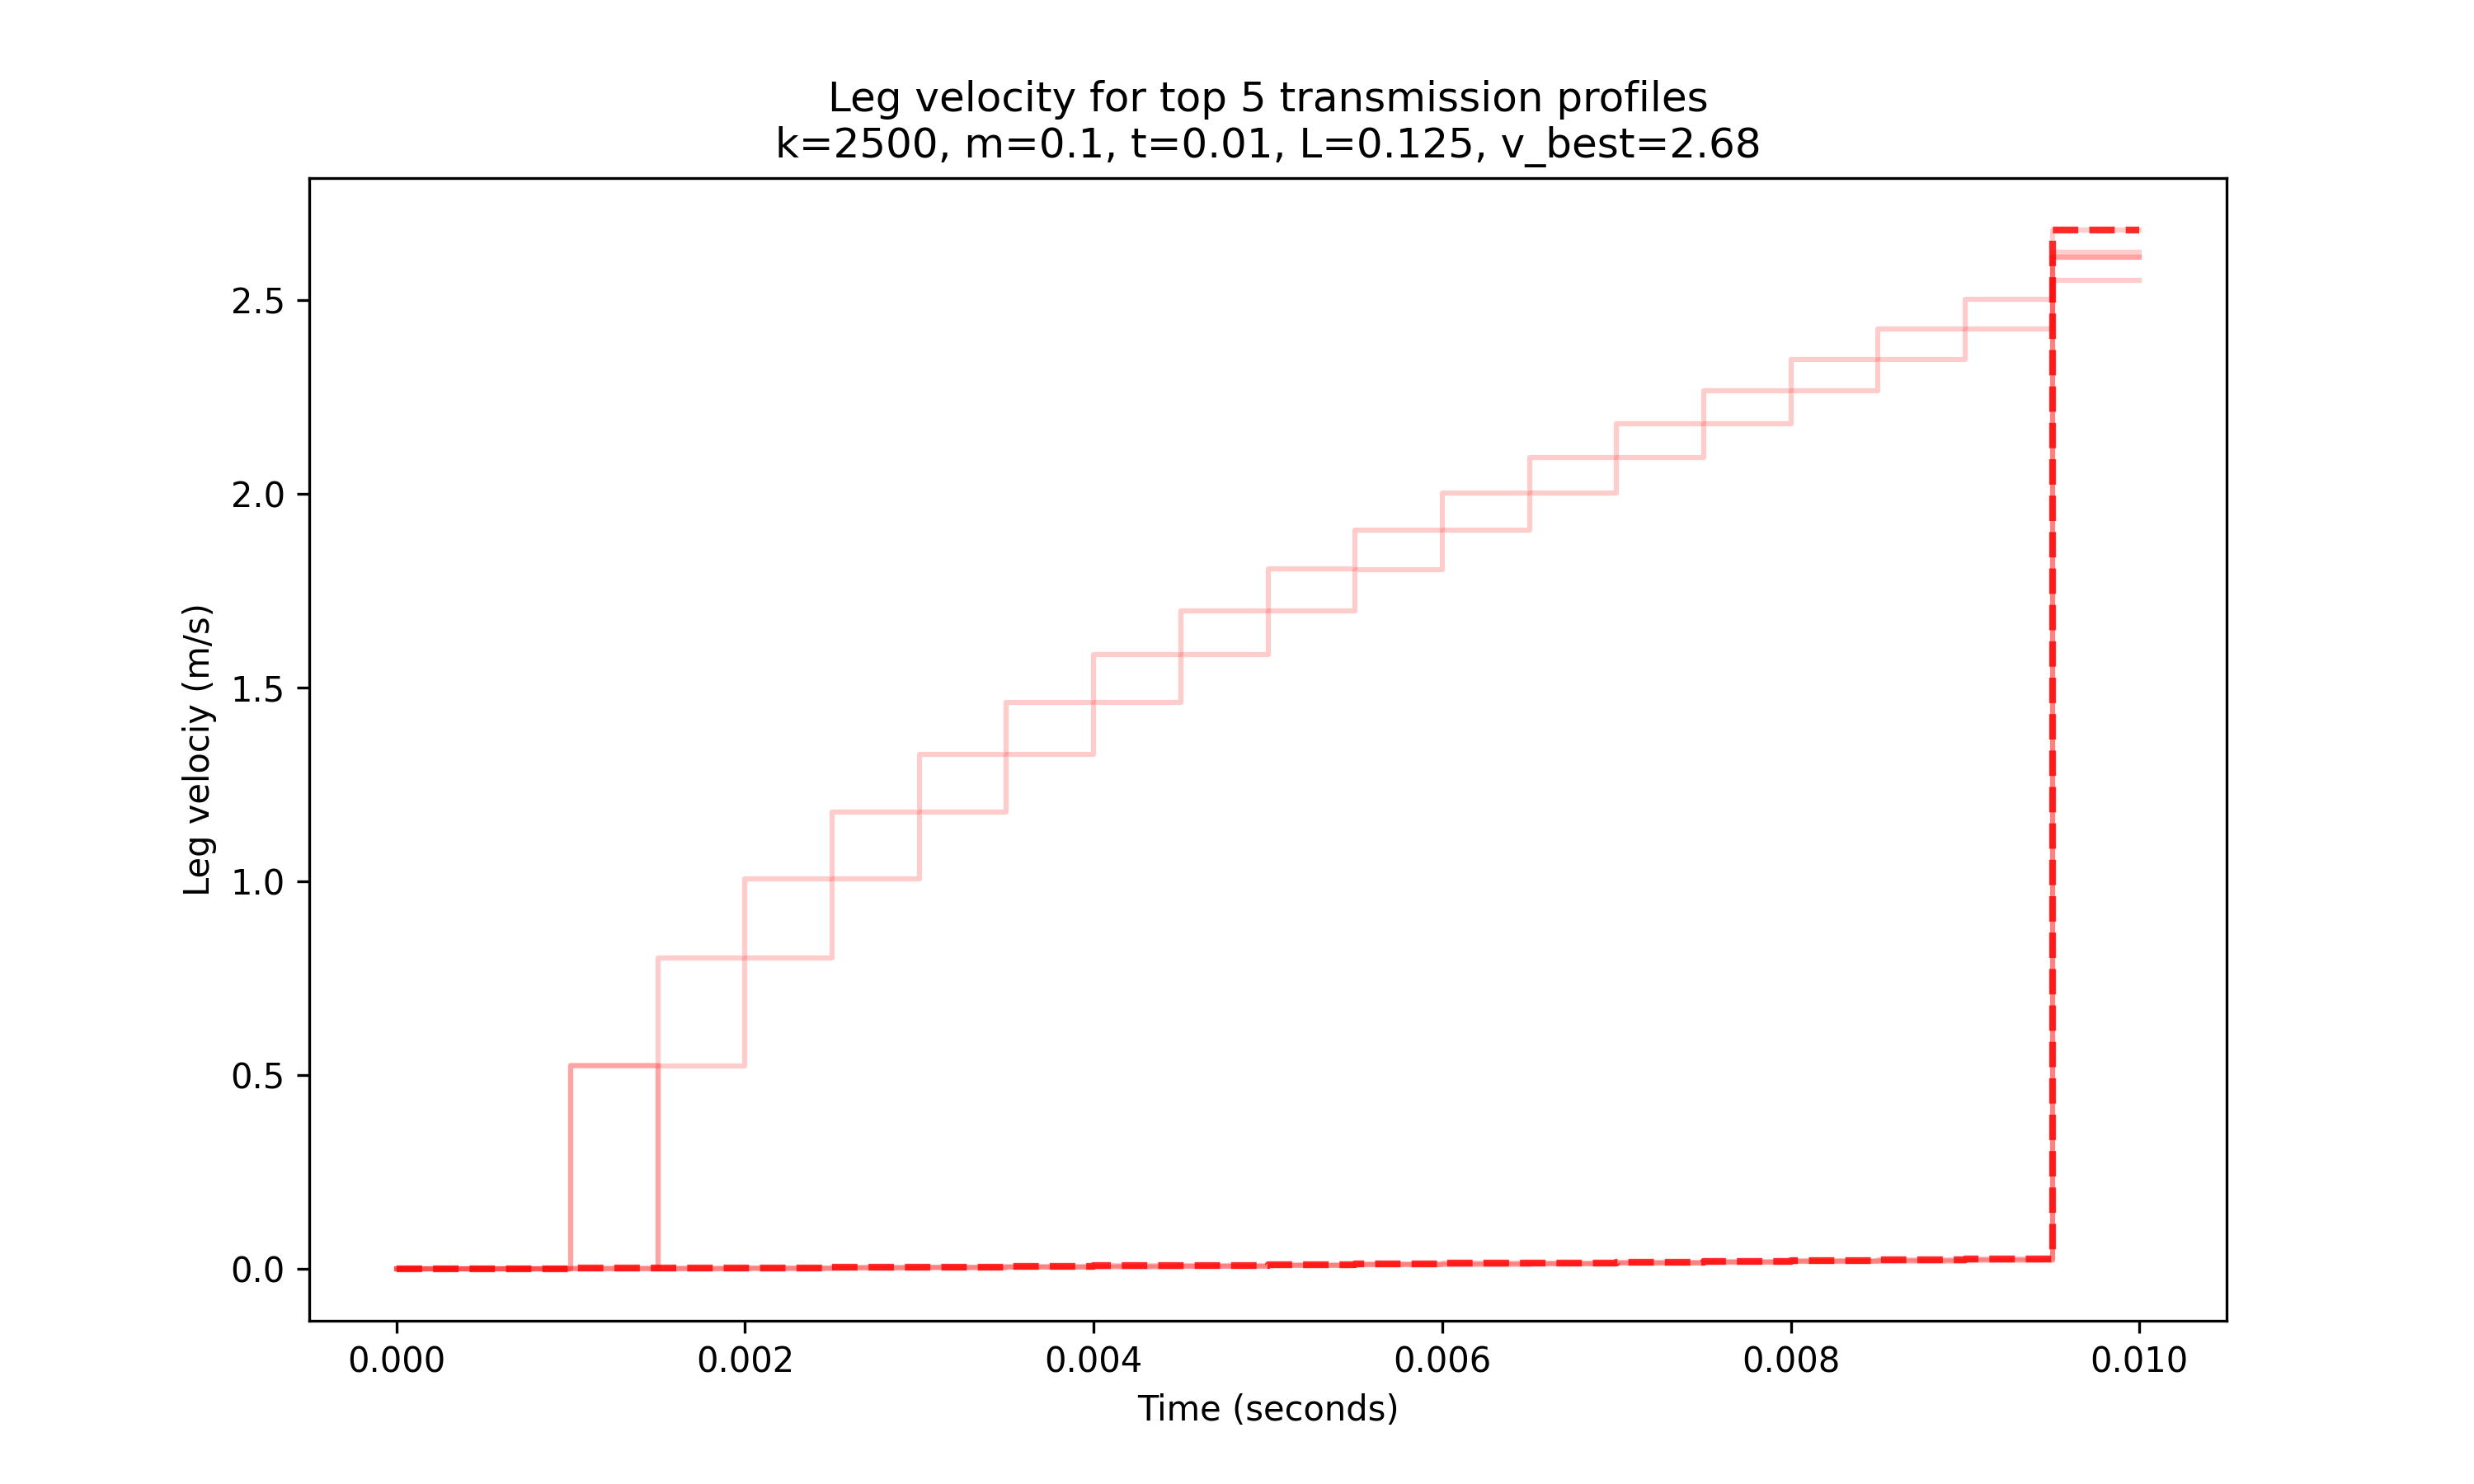 Leg velocity for top 5 transmission profiles
k=2500, m=0.1, t=0.01, L=0.125, v_best=2.68
Leg velociy (m/s)
2.5
2.0
1.5
1.0
0.5
0.0
0.000 0.002 0.004 0.006 0.008 0.010
Time (seconds)